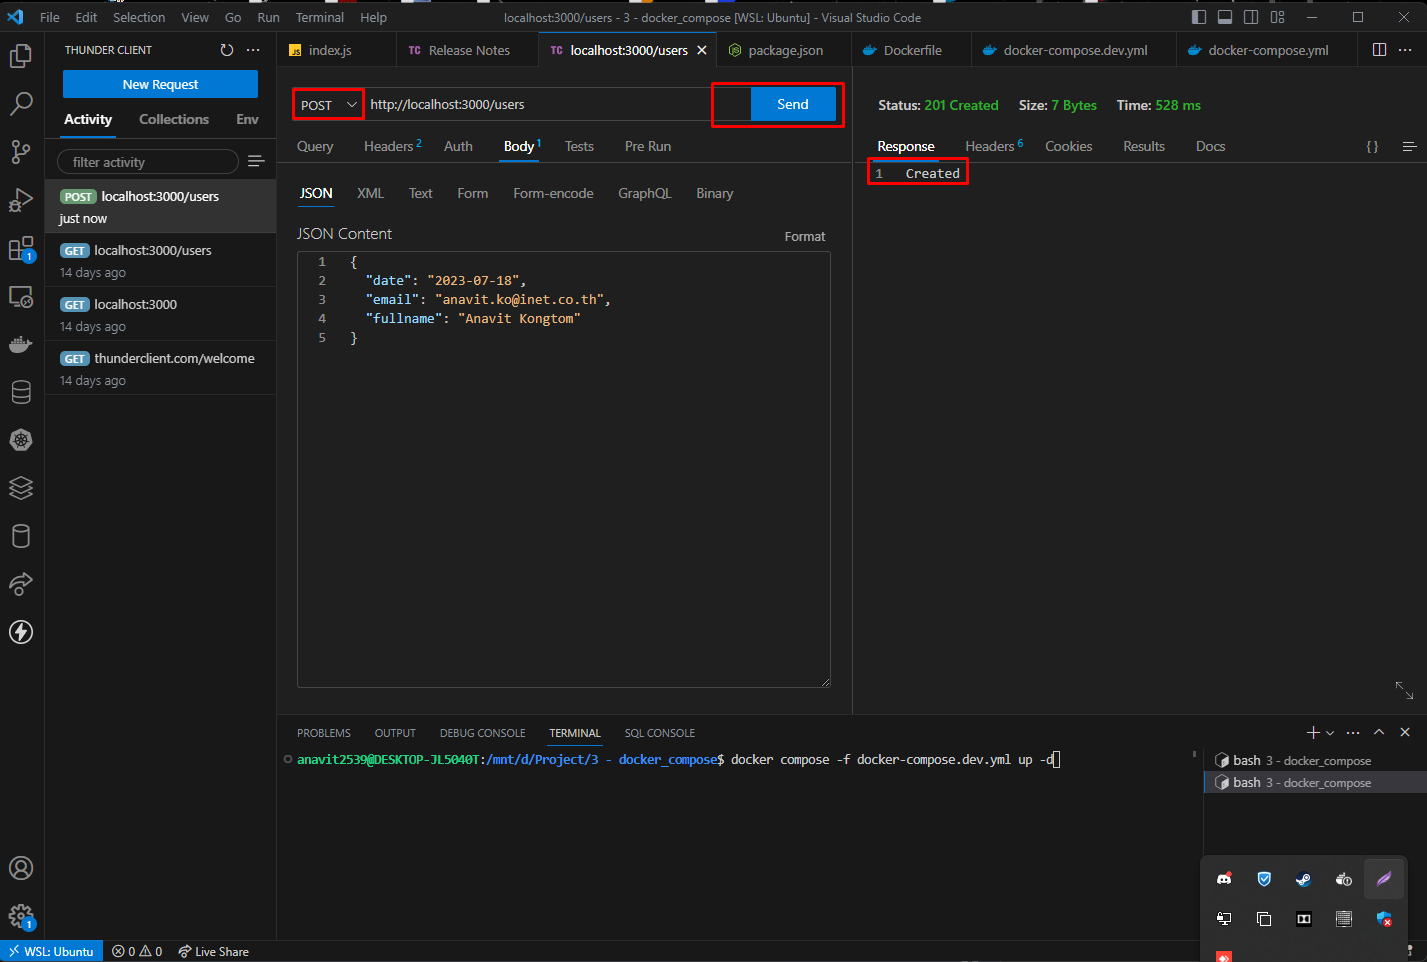 File Edit Selection View Go Run Terminal Help
localhost:3000/users - 3 - docker_compose [WSL: Ubuntu] - Visual Studio Code
THUNDER CLIENT
New Request
Activity Collections Env
filter activity
POST localhost:3000/users
just now
GET localhost:3000/users
14 days ago
GET localhost:3000
14 days ago
GET thunderclient.com/welcome
14 days ago
JS index.js
TC Release Notes
TC localhost:3000/users
package.json
Dockerfile
docker-compose.dev.yml
docker-compose.yml
POST http://localhost:3000/users Send
Query Headers 2 Auth Body 1 Tests Pre Run
JSON XML Text Form Form-encode GraphQL Binary
JSON Content Format
1 {
2 "date": "2023-07-18",
3 "email": "anavit.ko@inet.co.th",
4 "fullname": "Anavit Kongtom"
5 }
Status: 201 Created Size: 7 Bytes Time: 528 ms
Response Headers 6 Cookies Results Docs { }
1 Created
PROBLEMS OUTPUT DEBUG CONSOLE TERMINAL SQL CONSOLE
anavit2539@DESKTOP-JL5040T:/mnt/d/Project/3 - docker_compose$ docker compose -f docker-compose.dev.yml up -d
bash 3 - docker_compose
bash 3 - docker_compose
1
1
WSL: Ubuntu 0 0 Live Share